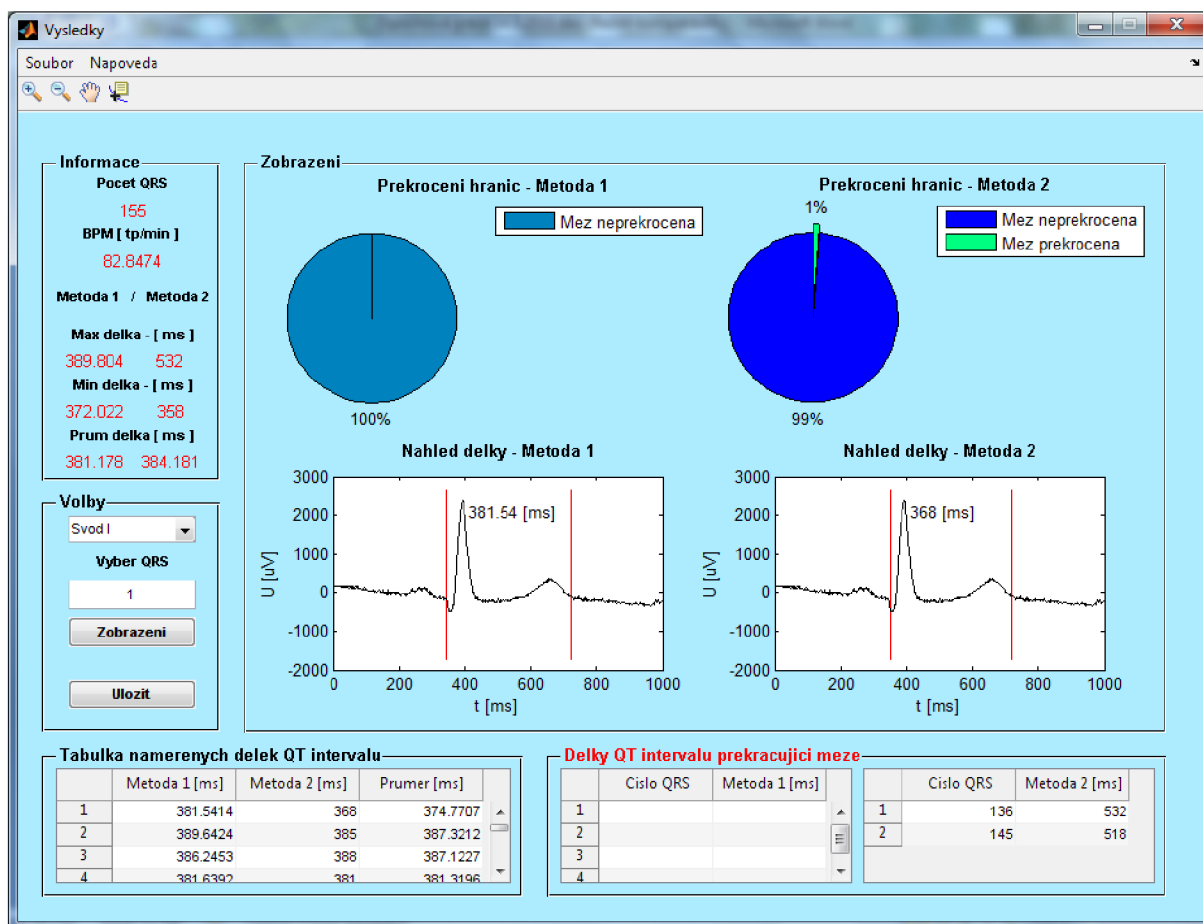 Vysledky
Soubor Napoveda
Informace
Pocet QRS
155
BPM [ tp/min ]
82.8474
Metoda 1 / Metoda 2
Max delka - [ ms ]
389.804 532
Min delka - [ ms ]
372.022 358
Prum delka [ ms ]
381.178 384.181
Volby
Svod I
Vyber QRS
1
Zobrazeni
Ulozit
Zobrazeni
Prekroceni hranic - Metoda 1
Mez neprekrocena
100%
Prekroceni hranic - Metoda 2
1%
Mez neprekrocena
Mez prekrocena
99%
Nahled delky - Metoda 1
3000
2000
1000
0
-1000
-2000
U [uV]
381.54 [ms]
0 200 400 600 800 1000
t [ms]
Nahled delky - Metoda 2
3000
2000
1000
0
-1000
-2000
U [uV]
368 [ms]
0 200 400 600 800 1000
t [ms]
Tabulka namerenych delek QT intervalu
Metoda 1 [ms] Metoda 2 [ms] Prumer [ms]
1 381.5414 368 374.7707
2 389.6424 385 387.3212
3 386.2453 388 387.1227
4 381.6392 381 381.3196
Delky QT intervalu prekracujici meze
Cislo QRS Metoda 1 [ms]
1
2
3
4
Cislo QRS Metoda 2 [ms]
1 136 532
2 145 518